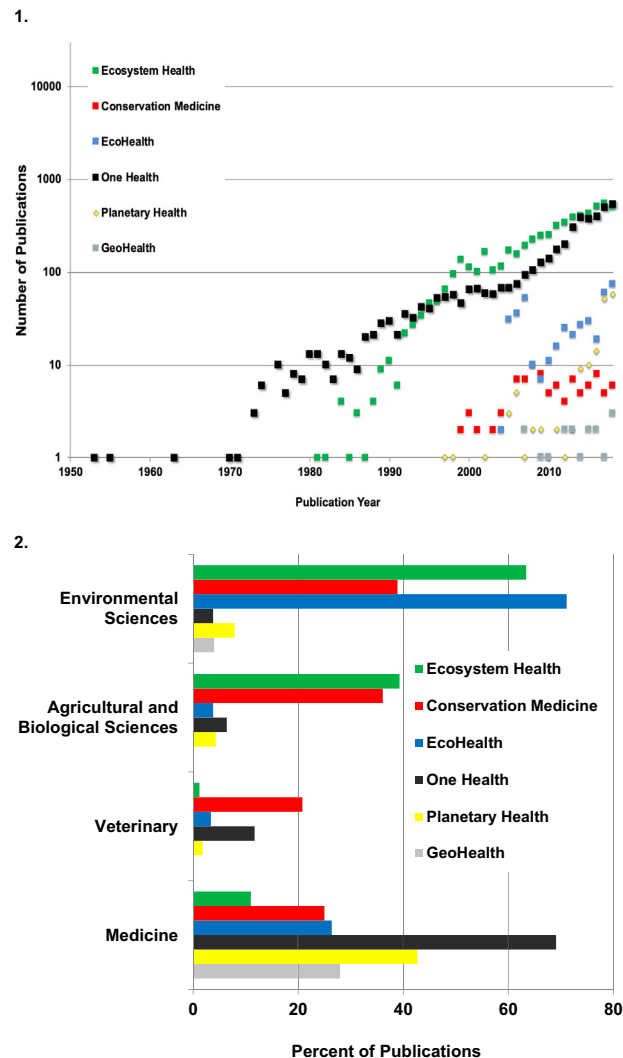 1.
Ecosystem Health
10000
Conservation Medicine
EcoHealth
1000
One Health
Planetary Health
GeoHealth
100
10
1
Number of Publications
1950 1960 1970 1980 1990 2000 2010
Publication Year
2.
Environmental
Sciences
Agricultural and
Biological Sciences
Veterinary
Medicine
Ecosystem Health
Conservation Medicine
EcoHealth
One Health
Planetary Health
GeoHealth
0 20 40 60 80
Percent of Publications